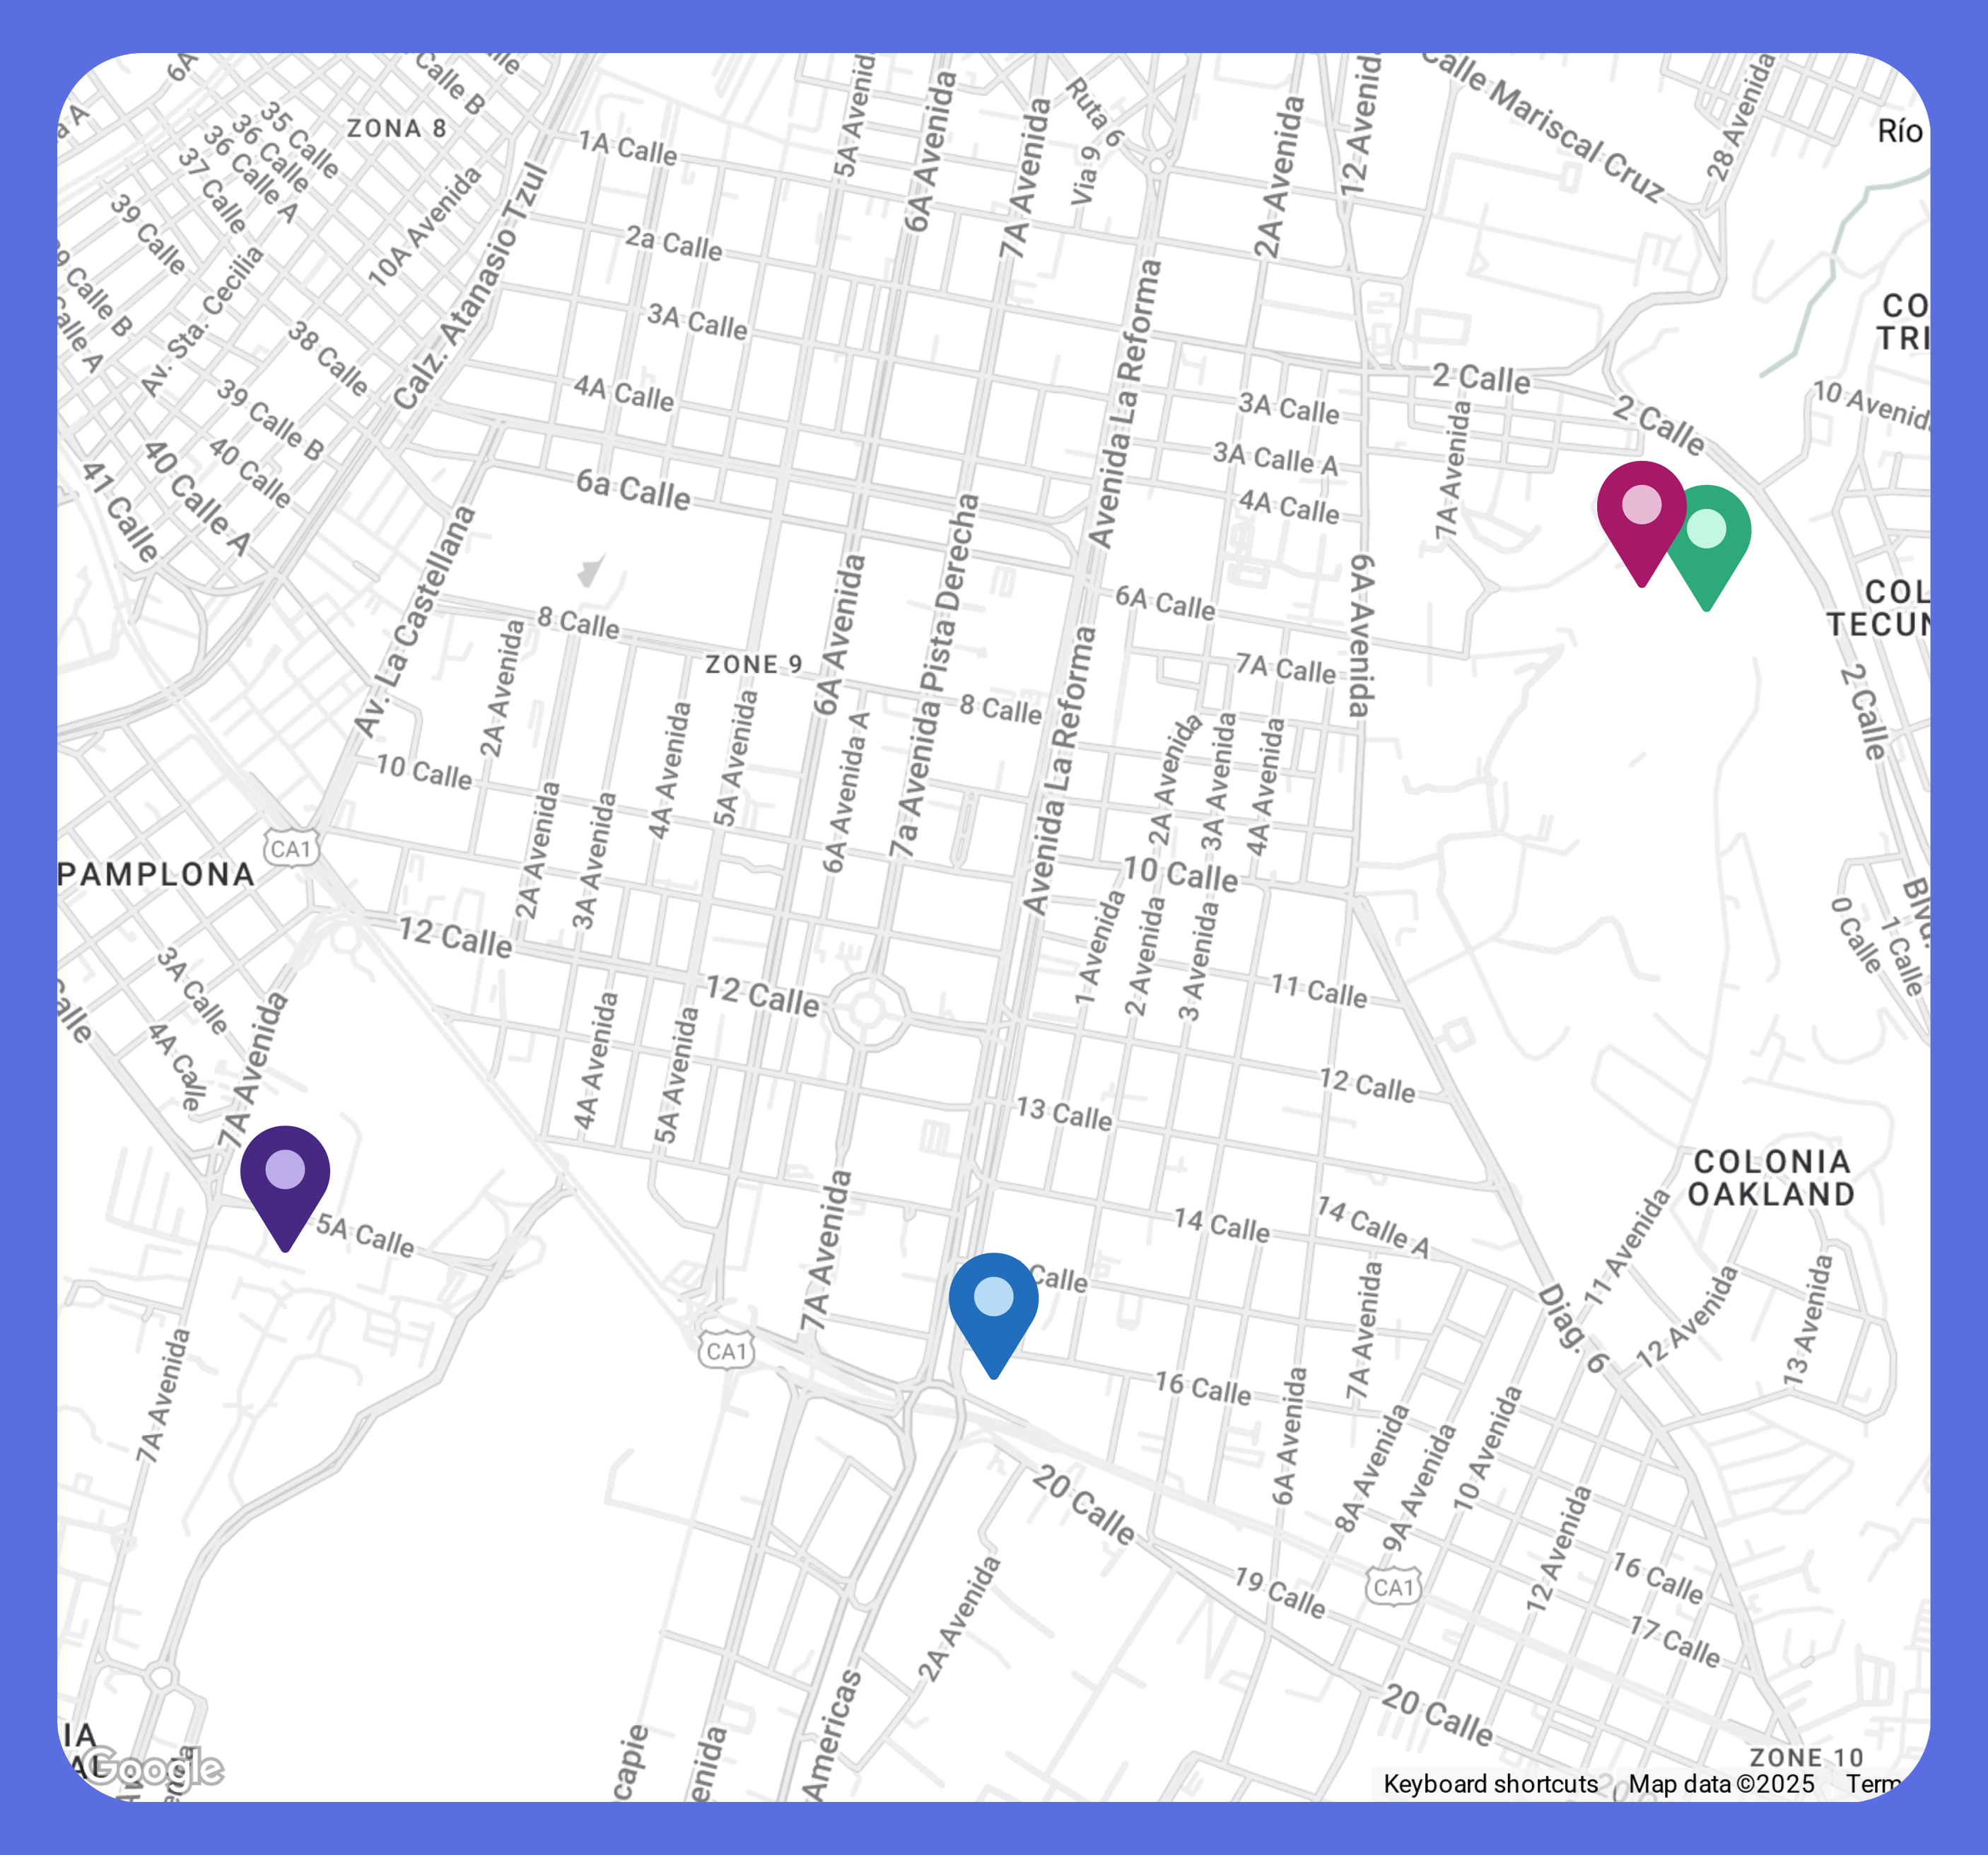 6A
Calle B
ZONA 8
35 Calle
36 Calle
36 Calle A
37 Calle
39 Calle
10A Avenida
Av. Sta. Cecilia
Calle A
38 Calle
39 Calle B
40 Calle
40 Calle A
41 Calle
Calz. Atanasio Tzul
1A Calle
2a Calle
3A Calle
4A Calle
6a Calle
5A Avenida
6A Avenida
7A Avenida
Ruta 6
Via 9
2A Avenida
12 Avenida
Calle Mariscal Cruz
28 Avenida
Río
CO
TRI
10 Avenid
2 Calle
2 Calle
3A Calle
3A Calle A
4A Calle
7A Avenida
Avenida La Reforma
6A Calle
7A Calle
6A Avenida
COL
TECUN
2 Calle
Av. La Castellana
8 Calle
ZONE 9
6A Avenida
7a Avenida Pista Derecha
8 Calle
2A Avenida
4A Avenida
5A Avenida
6A Avenida A
Avenida La Reforma
2A Avenida
3A Avenida
4A Avenida
10 Calle
2A Avenida
3A Avenida
CA1
PAMPLONA
12 Calle
12 Calle
10 Calle
1 Avenida
2 Avenida
3 Avenida
11 Calle
12 Calle
13 Calle
0 Calle
1 Calle
Blvd.
3A Calle
4A Calle
7A Avenida
Calle
4A Avenida
5A Avenida
5A Calle
7A Avenida
14 Calle
14 Calle A
COLONIA
OAKLAND
11 Avenida
12 Avenida
13 Avenida
Diag. 6
Calle
CA1
16 Calle
7A Avenida
6A Avenida
8A Avenida
9A Avenida
10 Avenida
12 Avenida
7A Avenida
20 Calle
2A Avenida
19 Calle
CA1
16 Calle
17 Calle
20 Calle
ZONE 10
Americas
enida
capie
IA
AL
Google
Keyboard shortcuts
Map data ©2025
Term